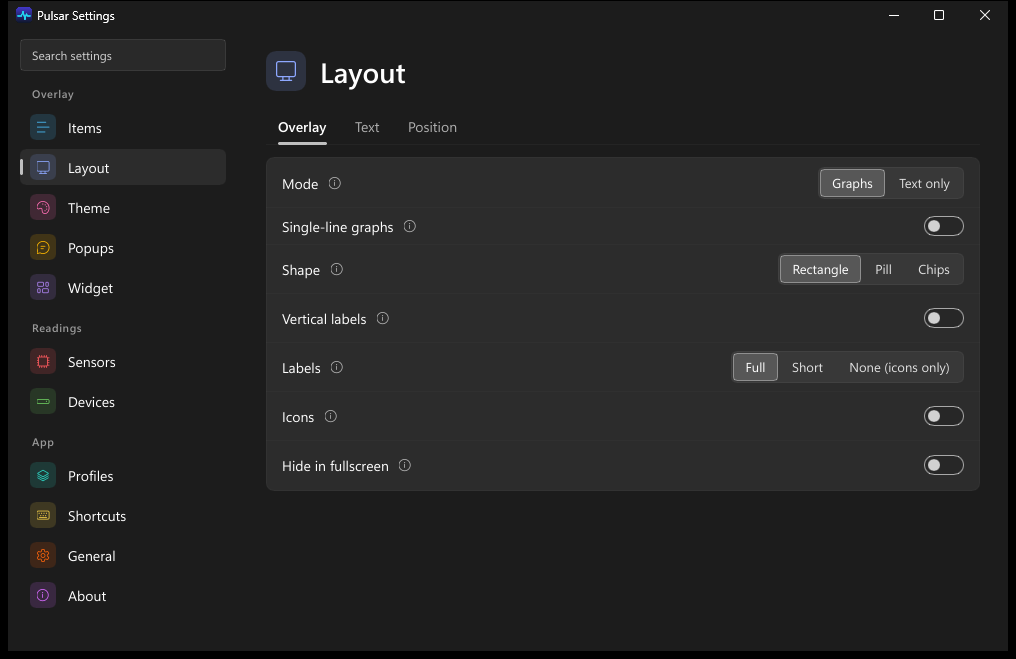 Pulsar Settings
Search settings
Overlay
Items
Layout
Theme
Popups
Widget
Readings
Sensors
Devices
App
Profiles
Shortcuts
General
About
Layout
Overlay Text Position
Mode Graphs Text only
Single-line graphs
Shape Rectangle Pill Chips
Vertical labels
Labels Full Short None (icons only)
Icons
Hide in fullscreen